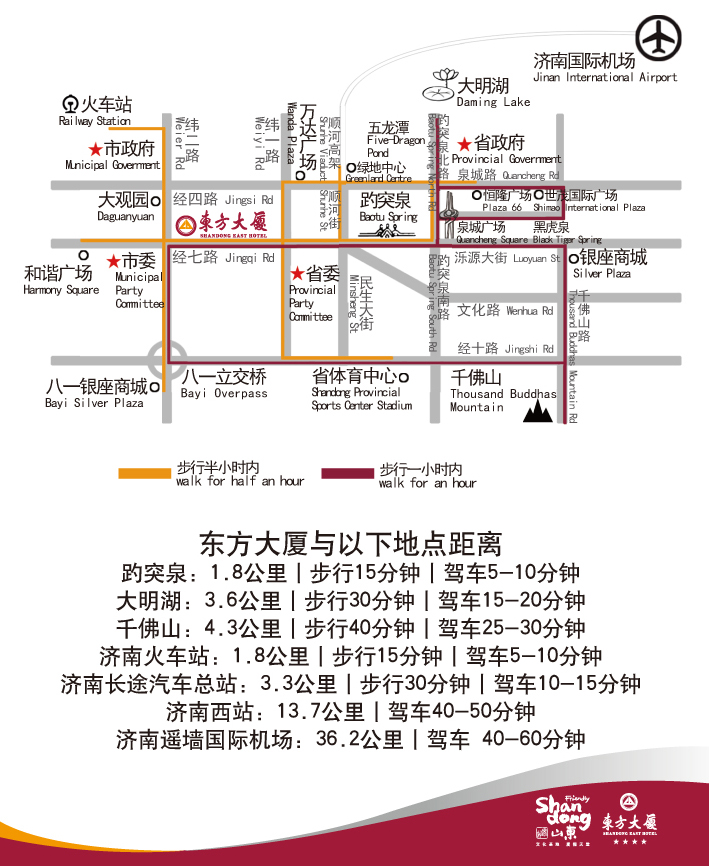 济南国际机场
Jinan International Airport
大明湖
Daming Lake
火车站
Railway Station
纬二路
Weier Rd
纬一路
Weiyi Rd
万达广场
Wanda Plaza
顺河高架
Shunhe Viaduct
五龙潭
Five-Dragon
Pond
趵突泉北路
Baotu Spring North Rd
★省政府
Provincial Government
★市政府
Municipal Government
绿地中心
Greenland Centre
泉城路 Quancheng Rd
大观园
Daguanyuan
经四路 Jingsi Rd
顺河街
Shunhe St
趵突泉
Baotu Spring
恒隆广场
Plaza 66
世茂国际广场
Shimao International Plaza
東方大廈
SHANDONG EAST HOTEL
泉城广场
Quancheng Square
黑虎泉
Black Tiger Spring
和谐广场
Harmony Square
★市委
Municipal
Party
Committee
经七路 Jingqi Rd
★省委
Provincial
Party
Committee
民生大街
Minsheng St
趵突泉南路
Baotu Spring South Rd
泺源大街 Luoyuan St
银座商城
Silver Plaza
文化路 Wenhua Rd
千佛山路
Thousand Buddhas Mountain Rd
经十路 Jingshi Rd
八一银座商城
Bayi Silver Plaza
八一立交桥
Bayi Overpass
省体育中心
Shandong Provincial
Sports Center Stadium
千佛山
Thousand Buddhas
Mountain
步行半小时内
walk for half an hour
步行一小时内
walk for an hour
东方大厦与以下地点距离
趵突泉：1.8公里｜步行15分钟｜驾车5-10分钟
大明湖：3.6公里｜步行30分钟｜驾车15-20分钟
千佛山：4.3公里｜步行40分钟｜驾车25-30分钟
济南火车站：1.8公里｜步行15分钟｜驾车5-10分钟
济南长途汽车总站：3.3公里｜步行30分钟｜驾车10-15分钟
济南西站：13.7公里｜驾车40-50分钟
济南遥墙国际机场：36.2公里｜驾车 40-60分钟
Friendly
Shandong
山東
東方大廈
SHANDONG EAST HOTEL
★★★★